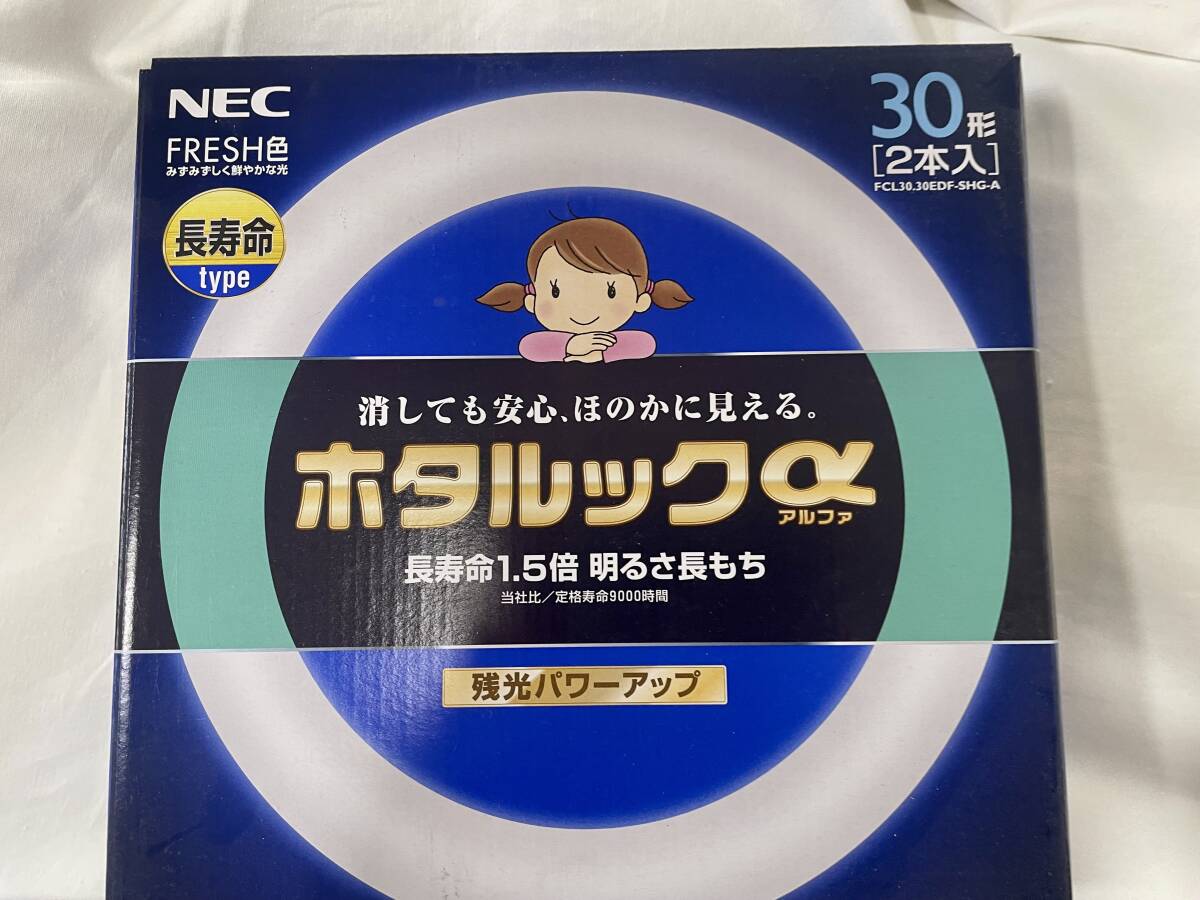 NEC
FRESH色
みずみずしく鮮やかな光
長寿命
type
30形
[2本入]
FCL30.30EDF-SHG-A
消しても安心、ほのかに見える。
ホタルックα
アルファ
長寿命1.5倍 明るさ長もち
当社比/定格寿命9000時間
残光パワーアップ